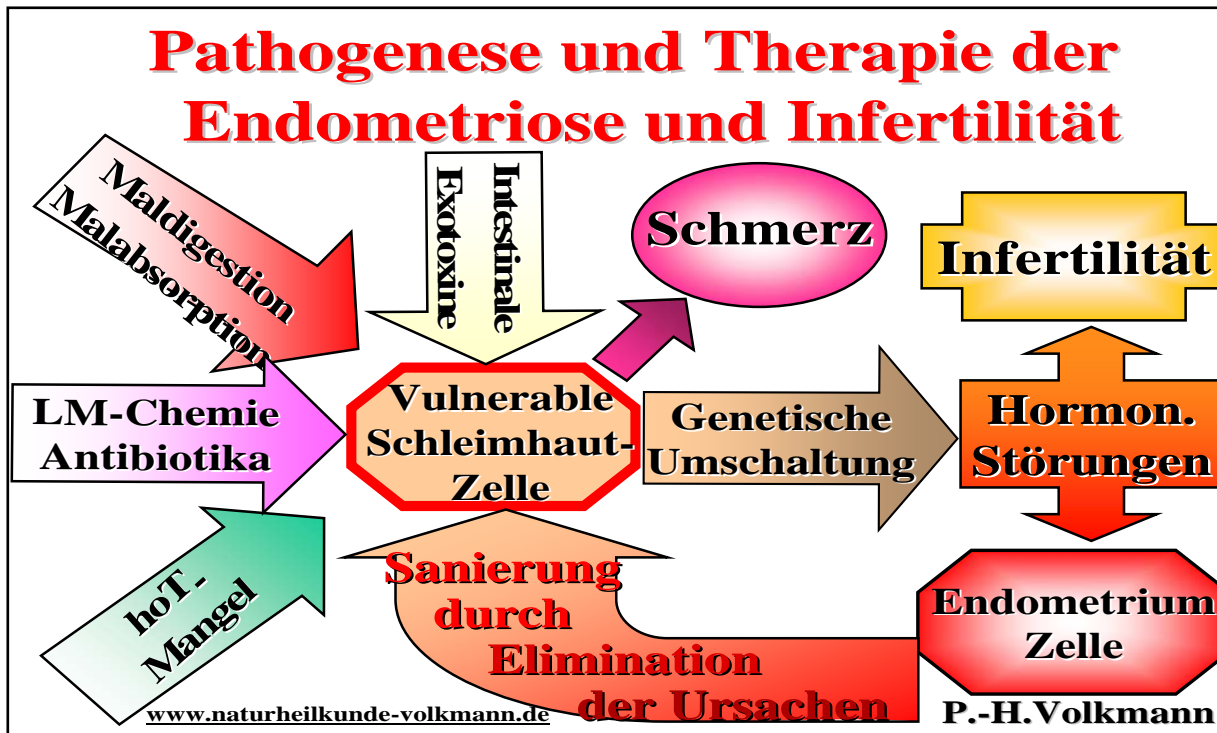 Pathogenese und Therapie der
Endometriose und Infertilität
Maldigestion
Malabsorption
Intestinale
Exotoxine
Schmerz
Infertilität
LM-Chemie
Antibiotika
Vulnerable
Schleimhaut-
Zelle
Genetische
Umschaltung
Hormon.
Störungen
hoT-
Mangel
Sanierung
durch
Elimination
der Ursachen
Endometrium
Zelle
www.naturheilkunde-volkmann.de
P.-H.Volkmann